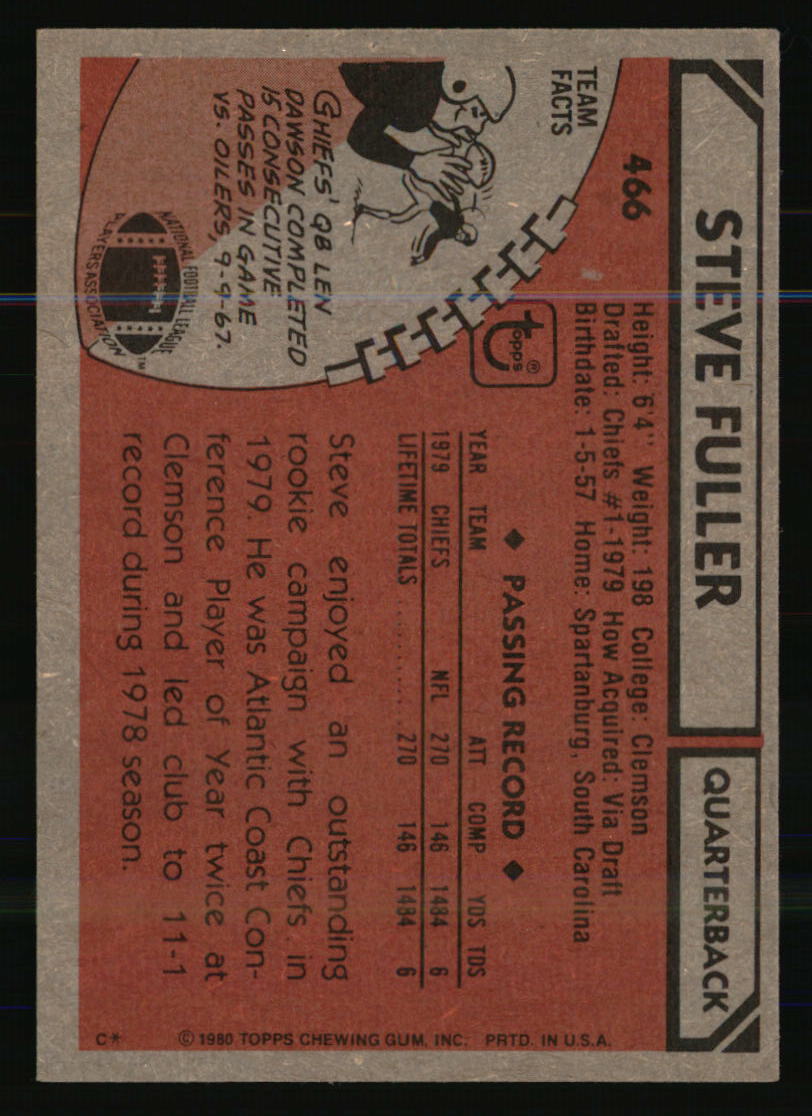 STEVE FULLER
QUARTERBACK
466
Height: 6'4" Weight: 198 College: Clemson
Drafted: Chiefs #1-1979 How Acquired: Via Draft
Birthdate: 1-5-57 Home: Spartanburg, South Carolina
TEAM
FACTS
CHIEFS' QB LEN
DAWSON COMPLETED
15 CONSECUTIVE
PASSES IN GAME
VS. OILERS, 9-9-67.
NATIONAL FOOTBALL LEAGUE
PLAYERS ASSOCIATION
™
topps®
◆ PASSING RECORD ◆
YEAR TEAM ATT COMP YDS TDS
1979 CHIEFS NFL 270 146 1484 6
LIFETIME TOTALS .......... 270 146 1484 6
Steve enjoyed an outstanding
rookie campaign with Chiefs in
1979. He was Atlantic Coast Con-
ference Player of Year twice at
Clemson and led club to 11-1
record during 1978 season.
C* © 1980 TOPPS CHEWING GUM, INC. PRTD. IN U.S.A.